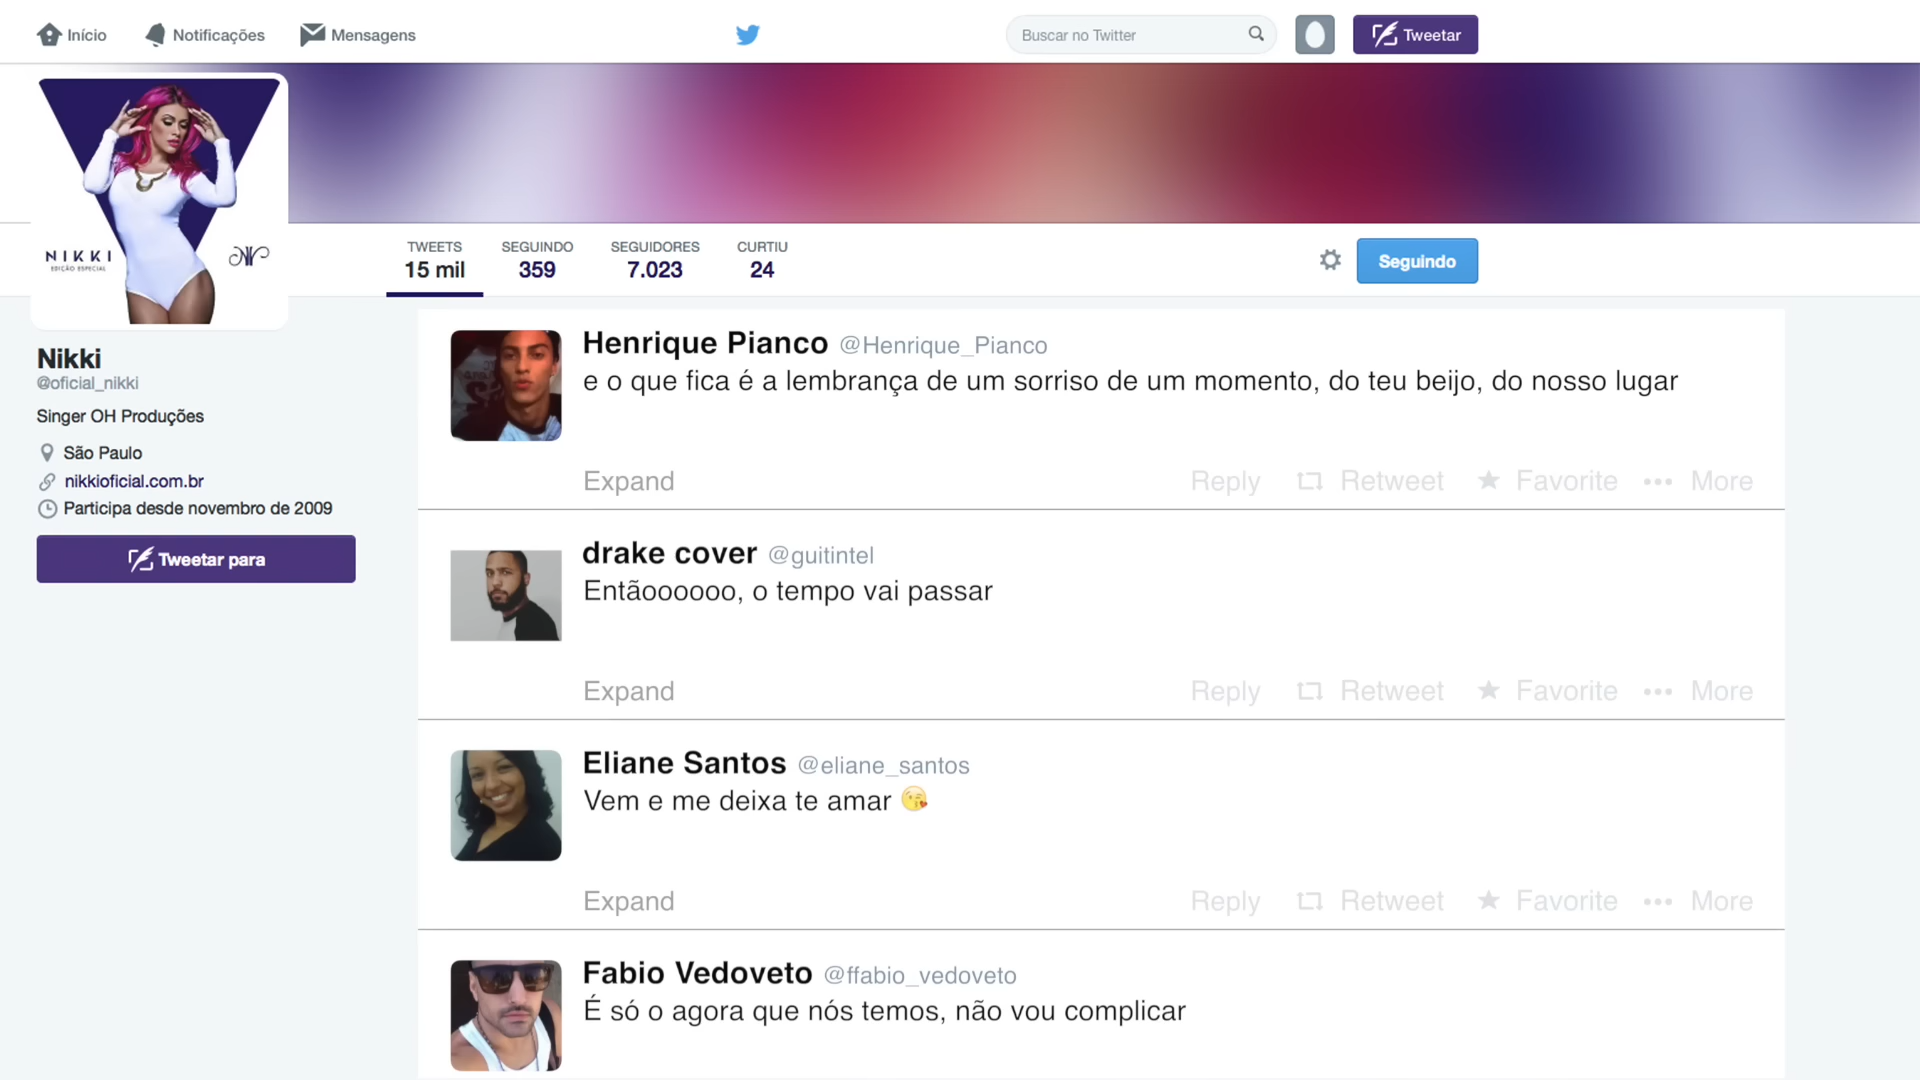 Início
Notificações
Mensagens
Buscar no Twitter
Tweetar
NIKKI
EDIÇÃO ESPECIAL
TWEETS
15 mil
SEGUINDO
359
SEGUIDORES
7.023
CURTIU
24
Seguindo
Nikki
@oficial_nikki
Singer OH Produções
São Paulo
nikkioficial.com.br
Participa desde novembro de 2009
Tweetar para
Henrique Pianco @Henrique_Pianco
e o que fica é a lembrança de um sorriso de um momento, do teu beijo, do nosso lugar
Expand Reply Retweet Favorite More
drake cover @guitintel
Entãoooooo, o tempo vai passar
Expand Reply Retweet Favorite More
Eliane Santos @eliane_santos
Vem e me deixa te amar 😘
Expand Reply Retweet Favorite More
Fabio Vedoveto @ffabio_vedoveto
É só o agora que nós temos, não vou complicar